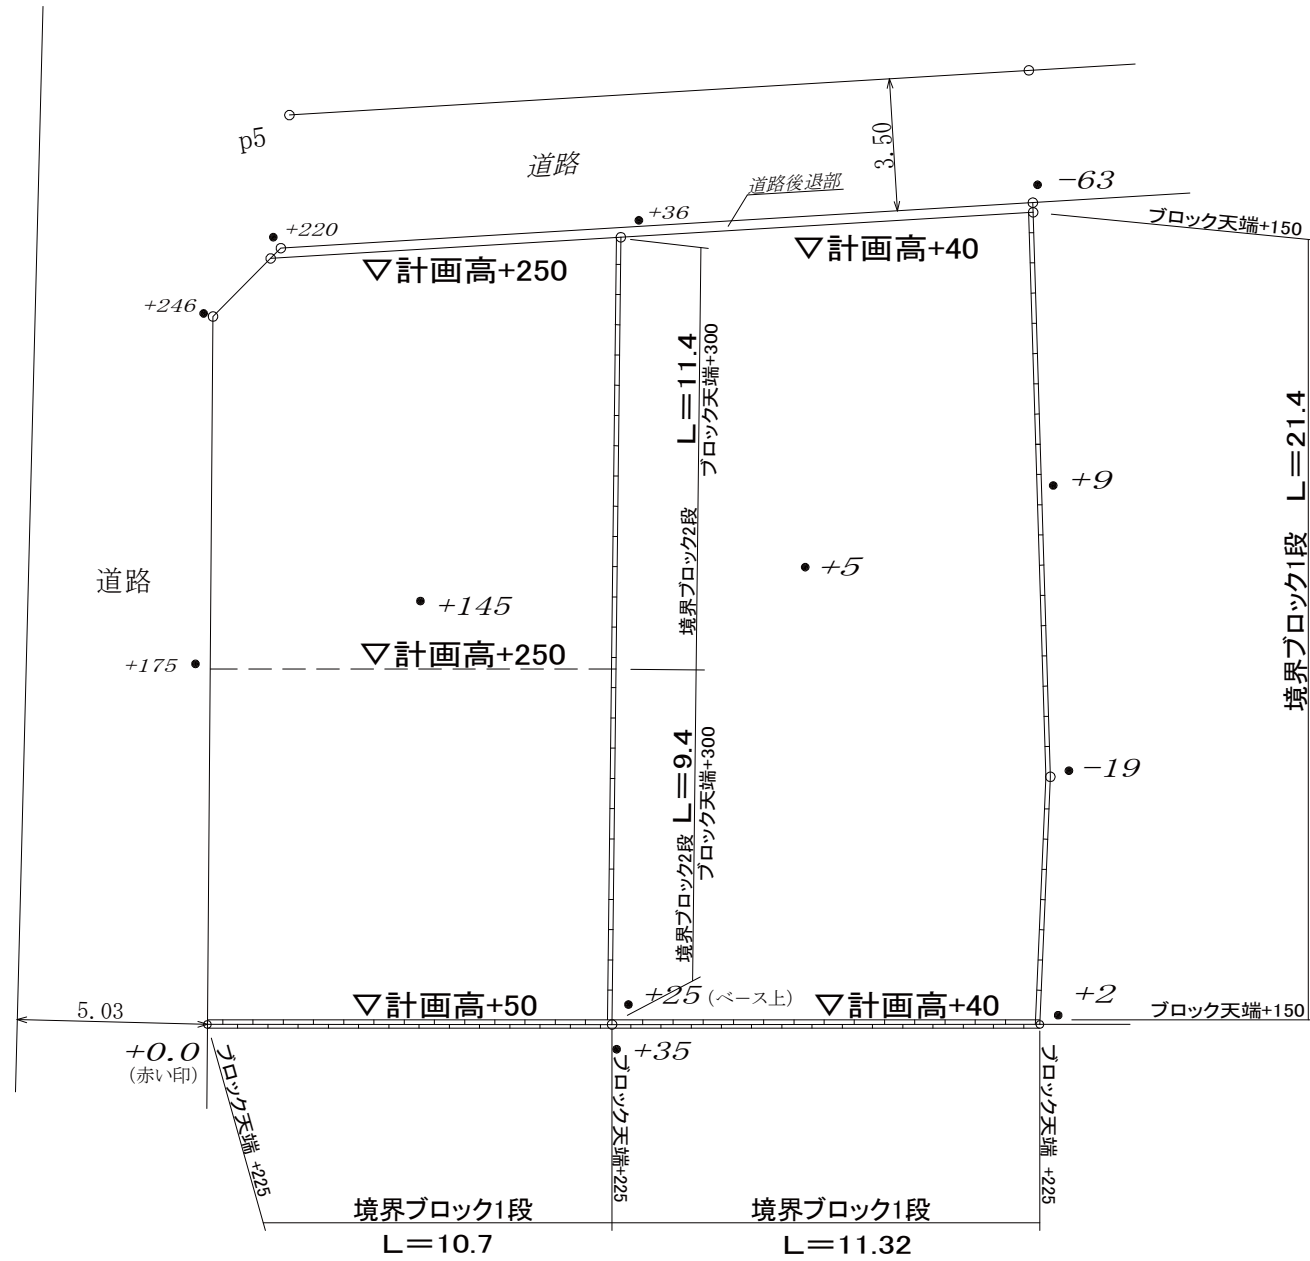 p5
道路
3.50
道路後退部
-63
+36
ブロック天端+150
+220
▽計画高+250
▽計画高+40
+246
L=11.4
ブロック天端+300
境界ブロック2段
L=21.4
境界ブロック1段
+9
道路
+5
+145
▽計画高+250
+175
L=9.4
ブロック天端+300
境界ブロック2段
-19
5.03
▽計画高+50
+25(ベース上)
▽計画高+40
+2
ブロック天端+150
+0.0
(赤い印)
+35
ブロック天端 +225
ブロック天端+225
ブロック天端 +225
境界ブロック1段
L=10.7
境界ブロック1段
L=11.32